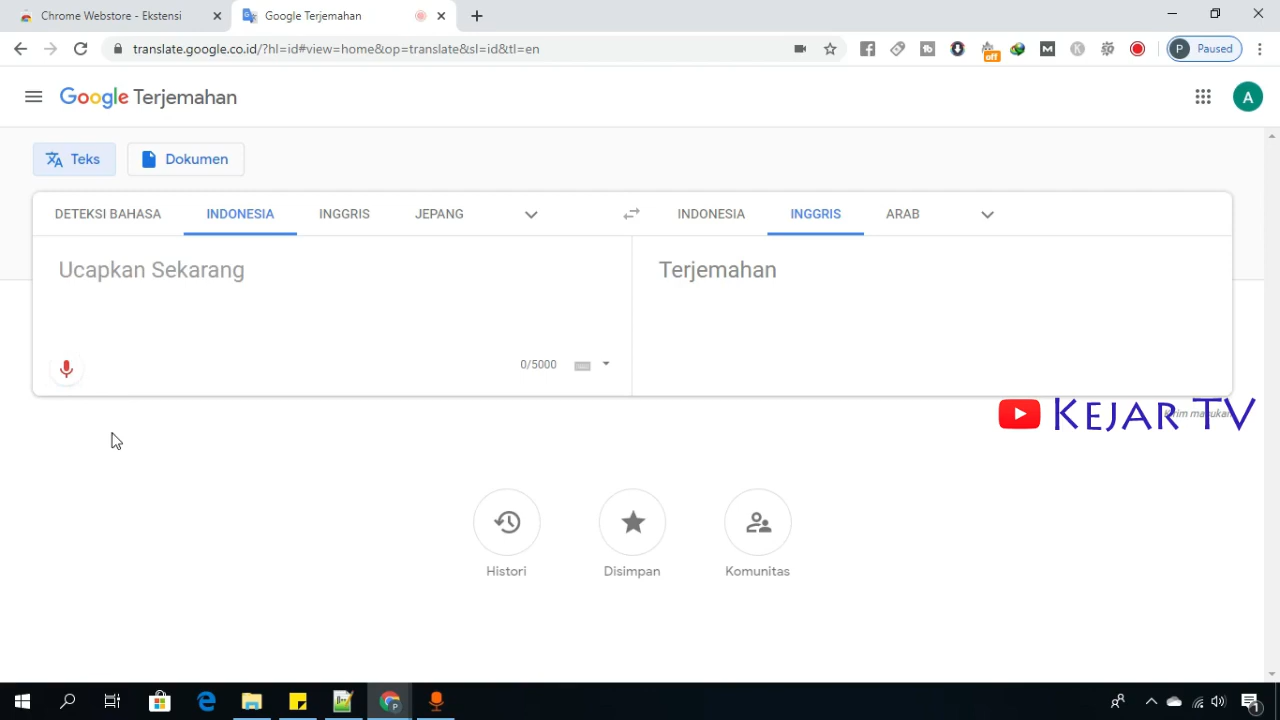 Chrome Webstore - Ekstensi
Google Terjemahan
translate.google.co.id/?hl=id#view=home&op=translate&sl=id&tl=en
off
P Paused
Google Terjemahan
A
Teks
Dokumen
DETEKSI BAHASA INDONESIA INGGRIS JEPANG
INDONESIA INGGRIS ARAB
Ucapkan Sekarang
Terjemahan
0/5000
Kejar TV
Histori
Disimpan
Komunitas